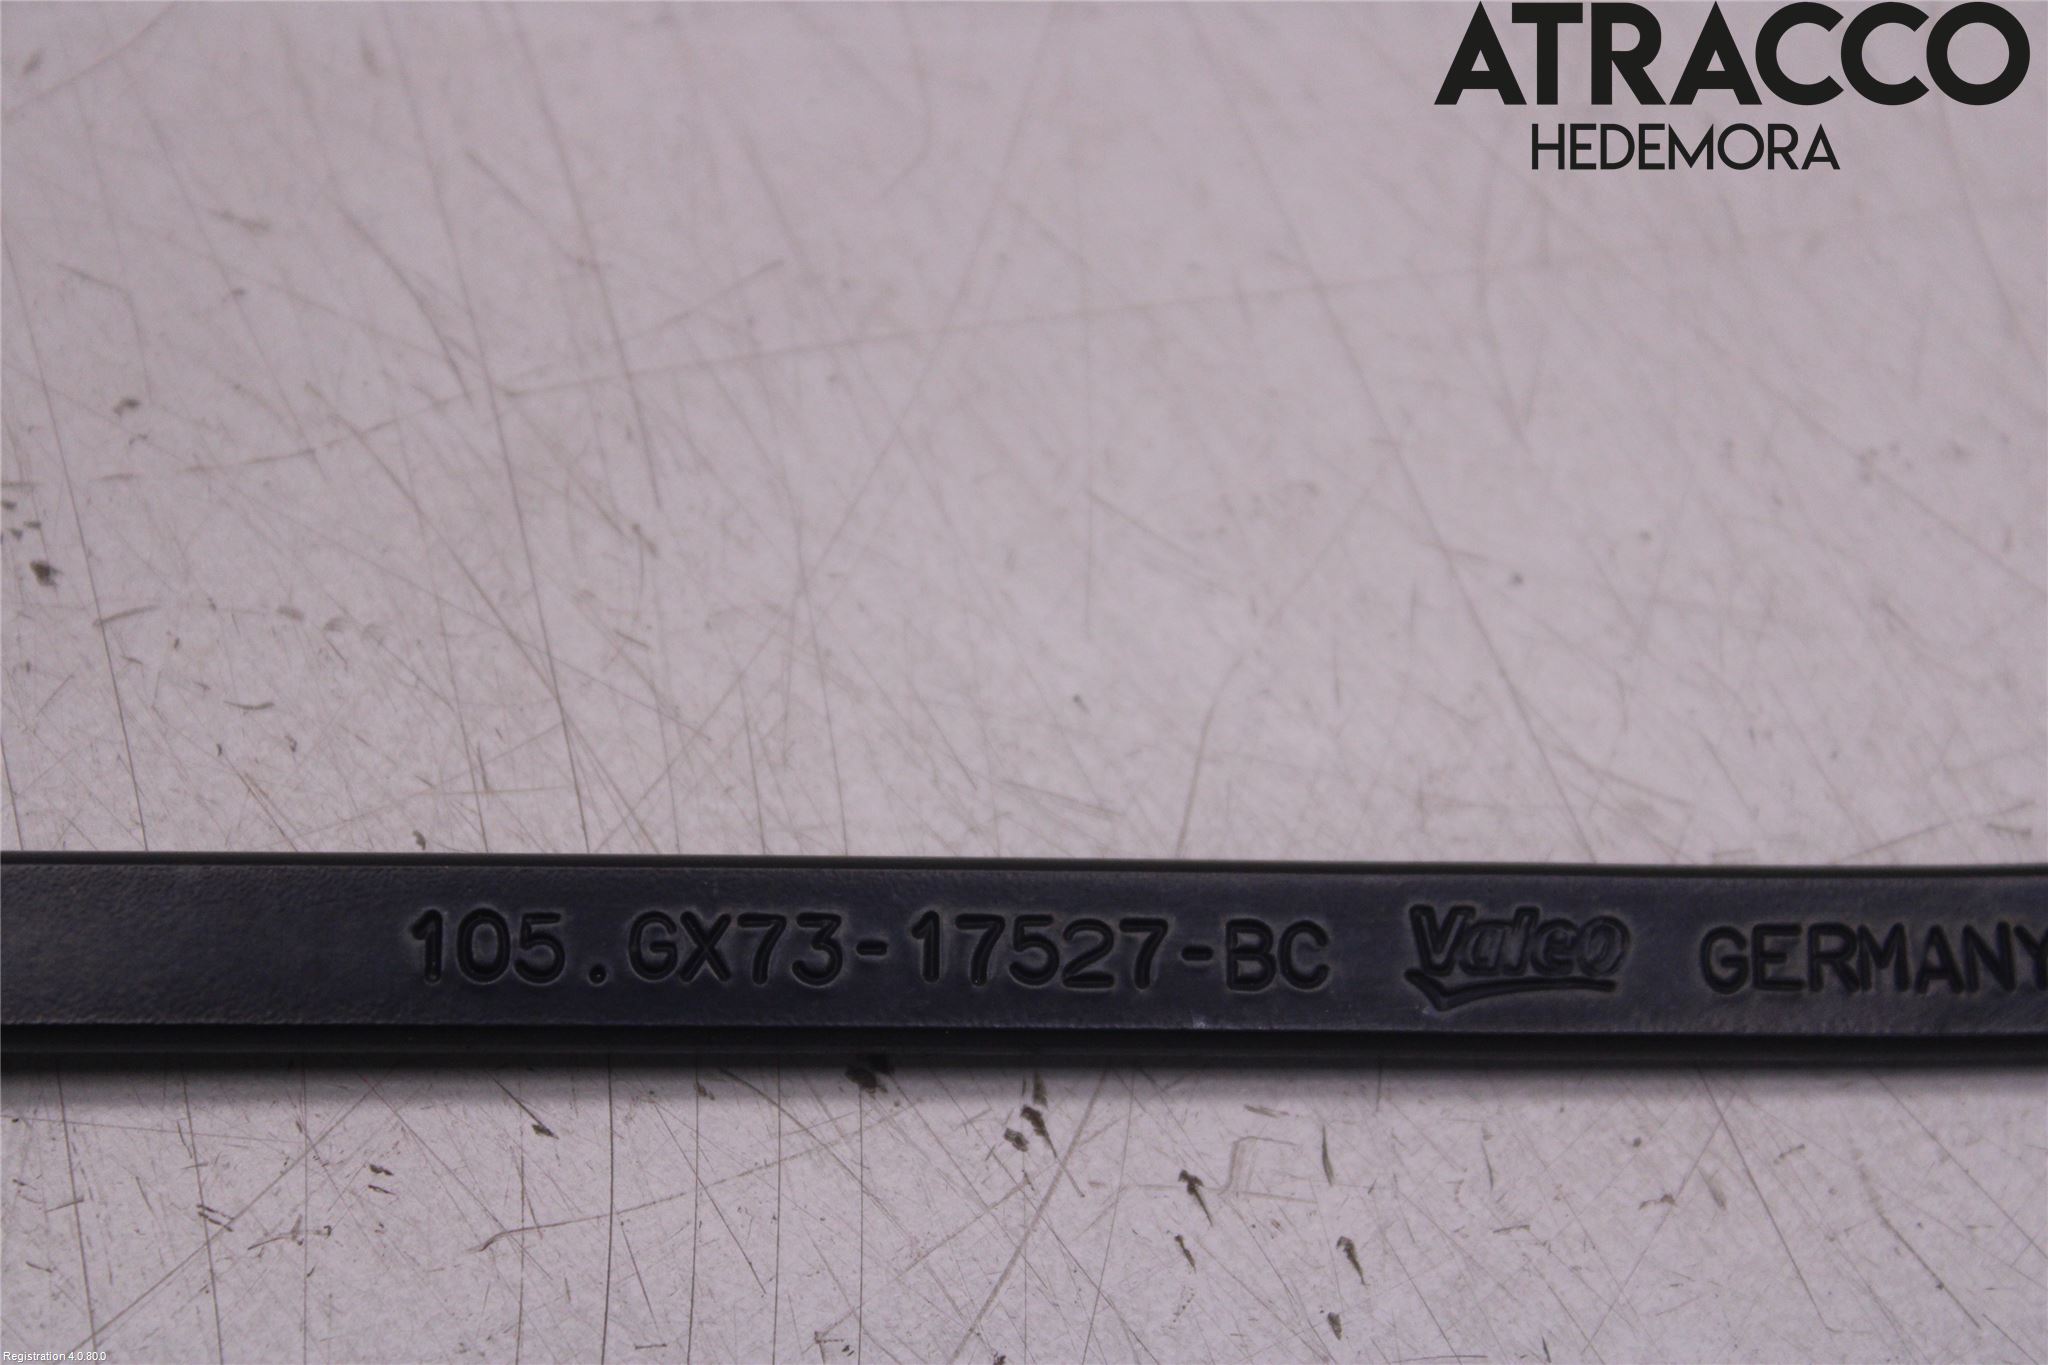 ATRACCO
HEDEMORA
105.GX73-17527-BC Valeo GERMANY
Registration 4.0.80.0